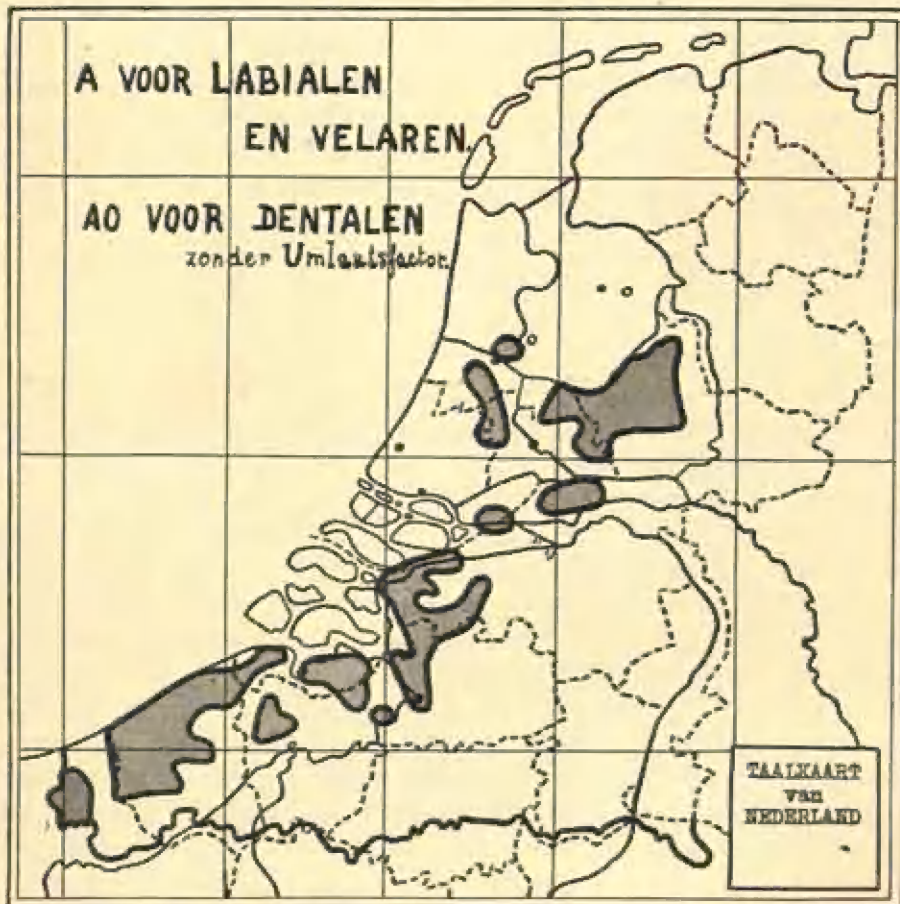 A VOOR LABIALEN
EN VELAREN.
AO VOOR DENTALEN
zonder Umlautsfactor.
TAALKAART
van
NEDERLAND